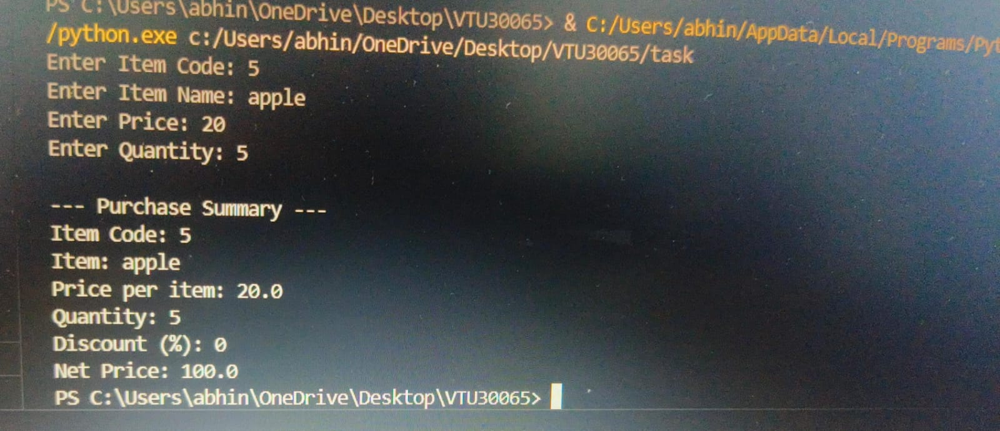 PS C:\Users\abhin\OneDrive\Desktop\VTU30065> & C:/Users/abhin/AppData/Local/Programs/Pyt
/python.exe c:/Users/abhin/OneDrive/Desktop/VTU30065/task
Enter Item Code: 5
Enter Item Name: apple
Enter Price: 20
Enter Quantity: 5

--- Purchase Summary ---
Item Code: 5
Item: apple
Price per item: 20.0
Quantity: 5
Discount (%): 0
Net Price: 100.0
PS C:\Users\abhin\OneDrive\Desktop\VTU30065>